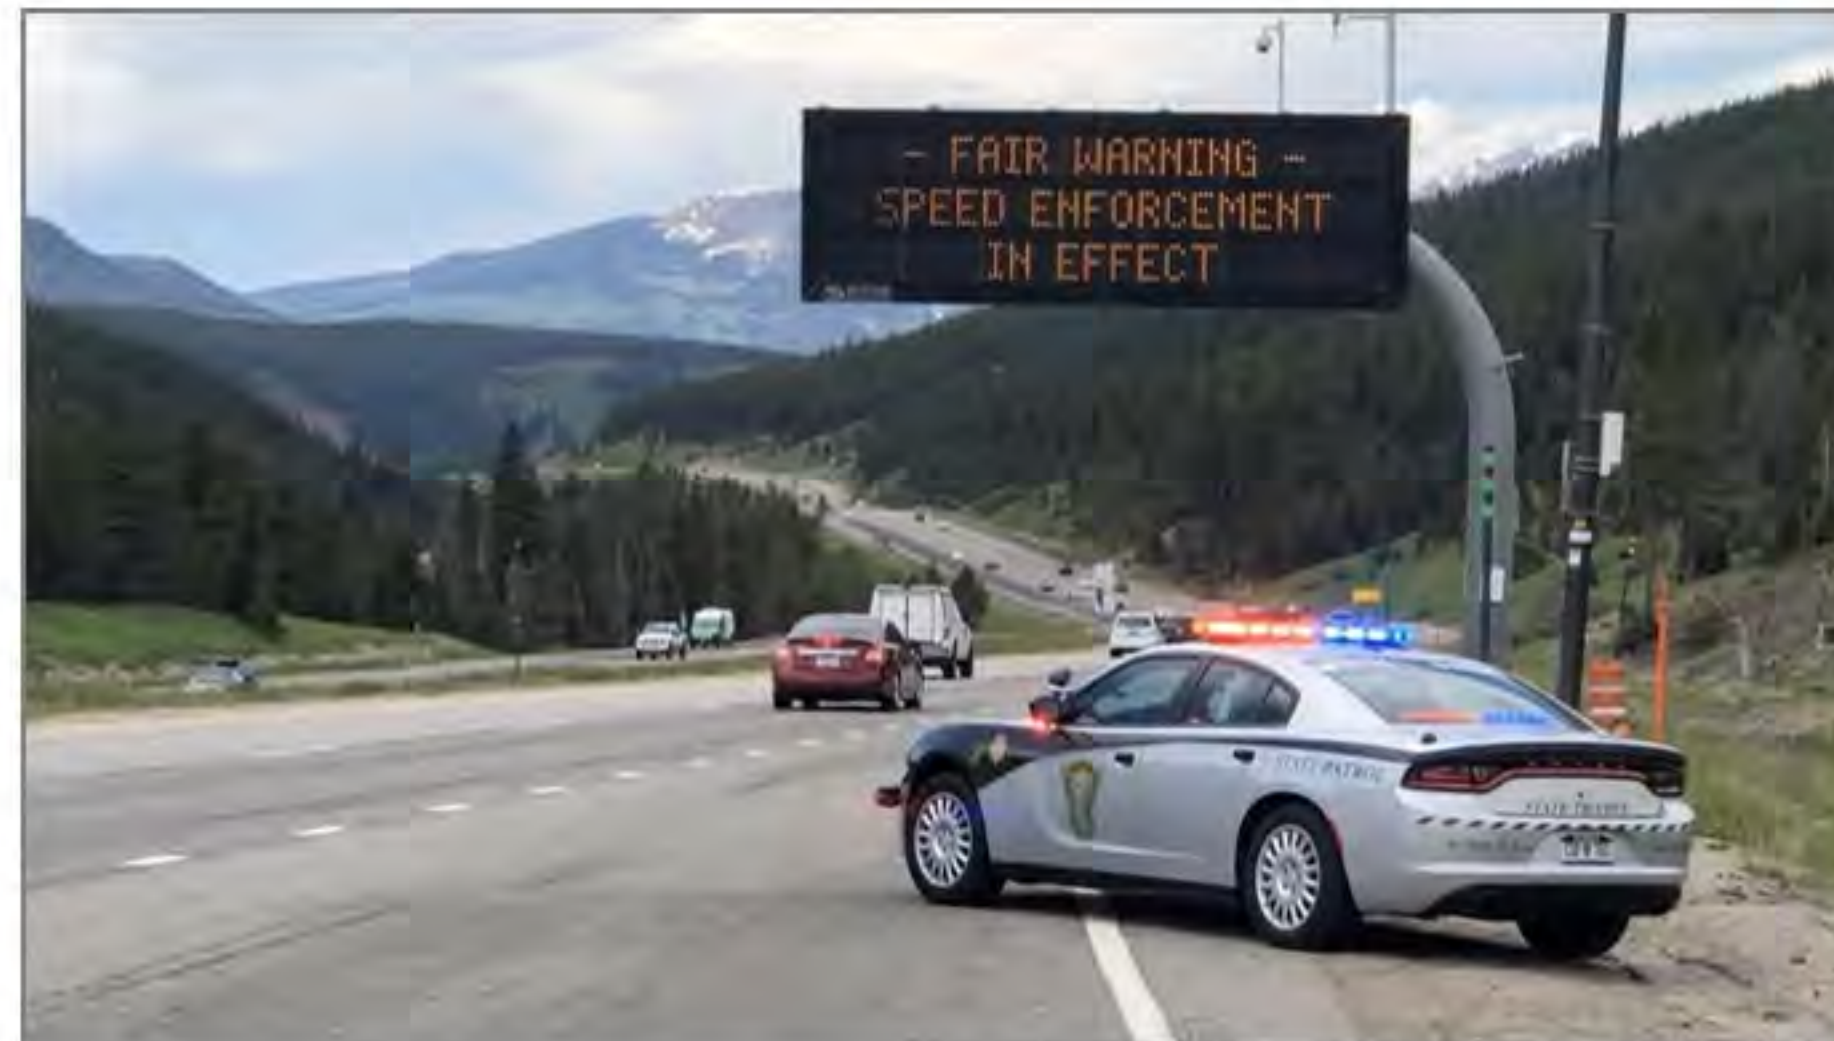 - FAIR WARNING -
SPEED ENFORCEMENT
IN EFFECT
STATE PATROL
STATE TROOPER